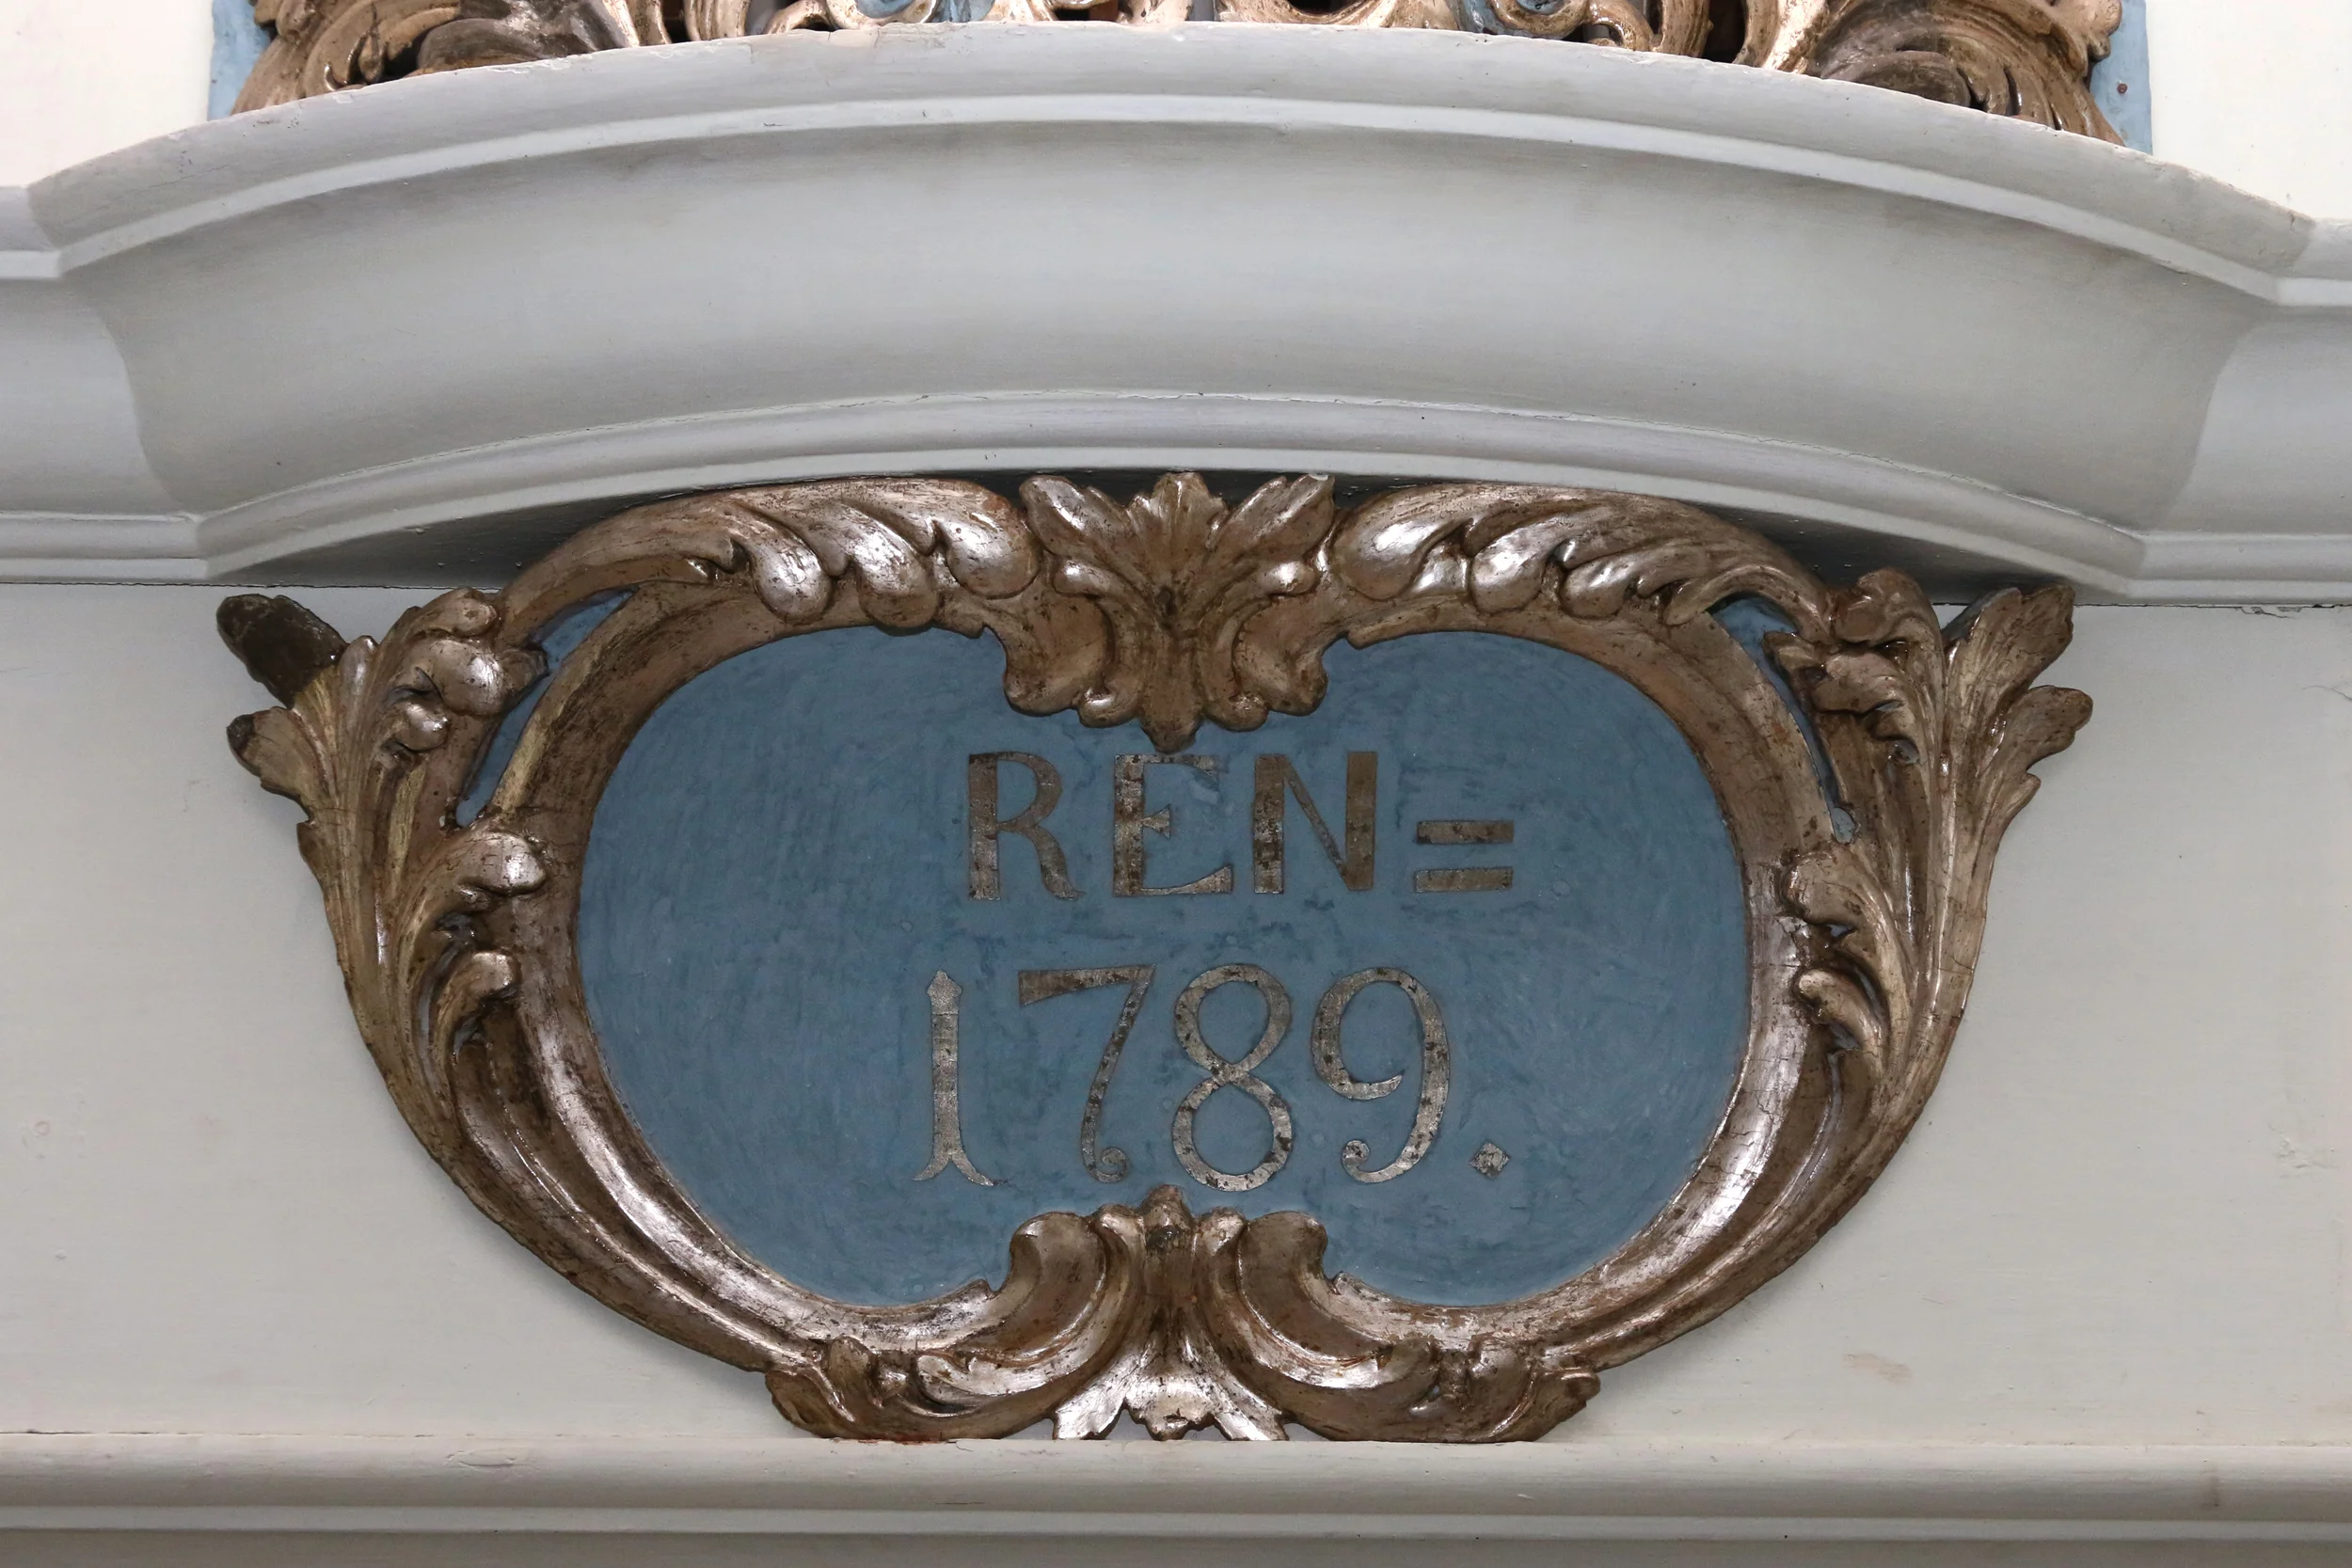 REN=
1789.